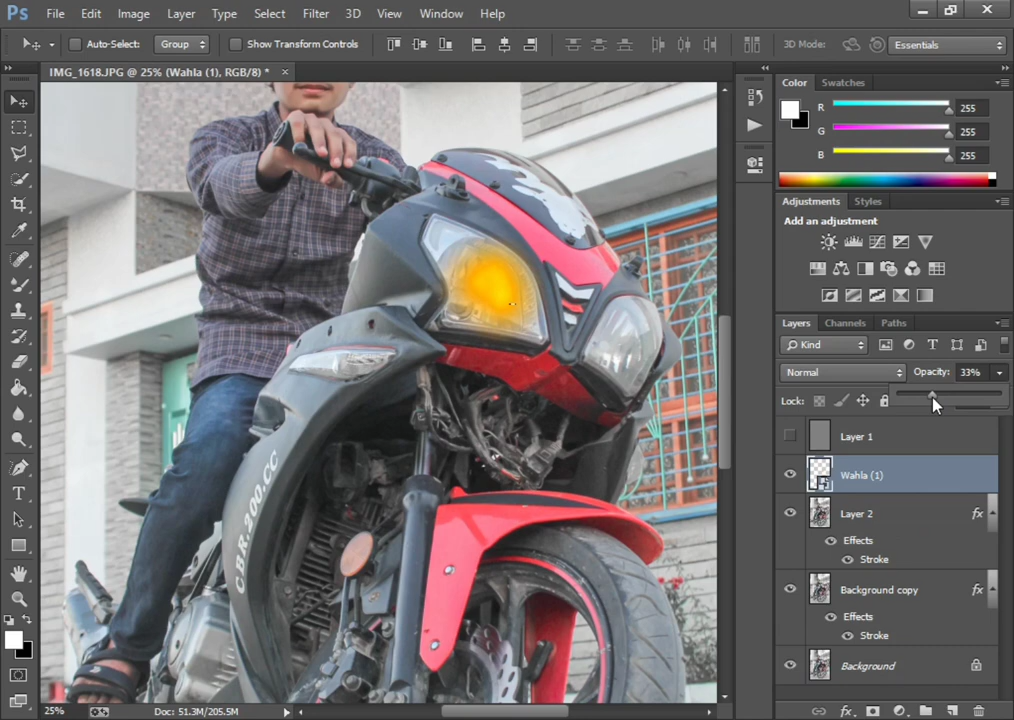 Ps File Edit Image Layer Type Select Filter 3D View Window Help
Auto-Select: Group Show Transform Controls 3D Mode: Essentials
IMG_1618.JPG @ 25% (Wahla (1), RGB/8) *
Color Swatches
R 255
G 255
B 255
Adjustments Styles
Add an adjustment
Layers Channels Paths
Kind
Normal Opacity: 33%
Lock:
Layer 1
Wahla (1)
Layer 2 fx
Effects
Stroke
Background copy fx
Effects
Stroke
Background
CBR.200.CC
25% Doc: 51.3M/205.5M
fx